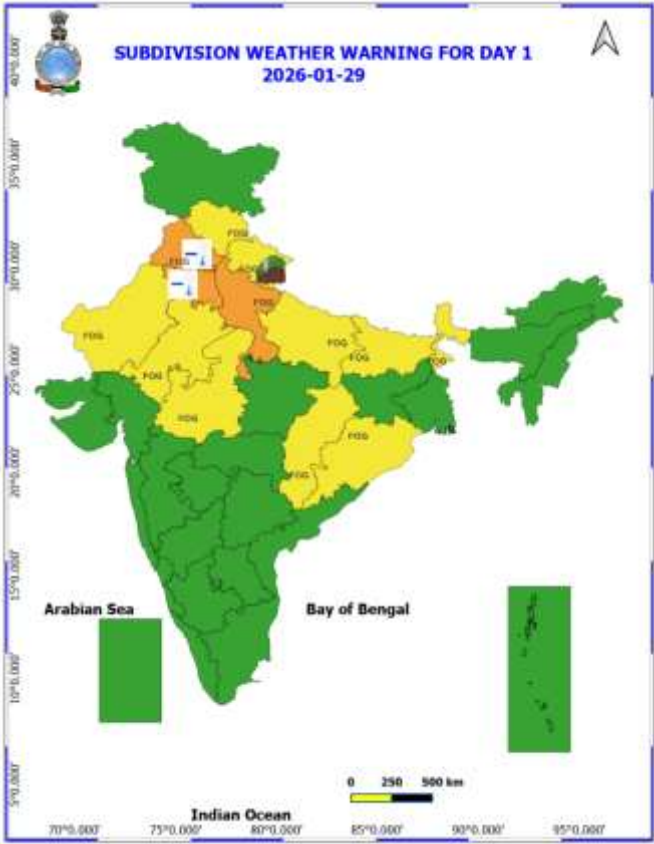 SUBDIVISION WEATHER WARNING FOR DAY 1
2026-01-29
40°0.000'
35°0.000'
FOG
30°0.000'
FOG
FOG
FOG
FOG
FOG
FOG
25°0.000'
FOG
FOG
FOG
20°0.000'
FOG
15°0.000'
Arabian Sea
Bay of Bengal
10°0.000'
5°0.000'
0 250 500 km
Indian Ocean
70°0.000' 75°0.000' 80°0.000' 85°0.000' 90°0.000' 95°0.000'